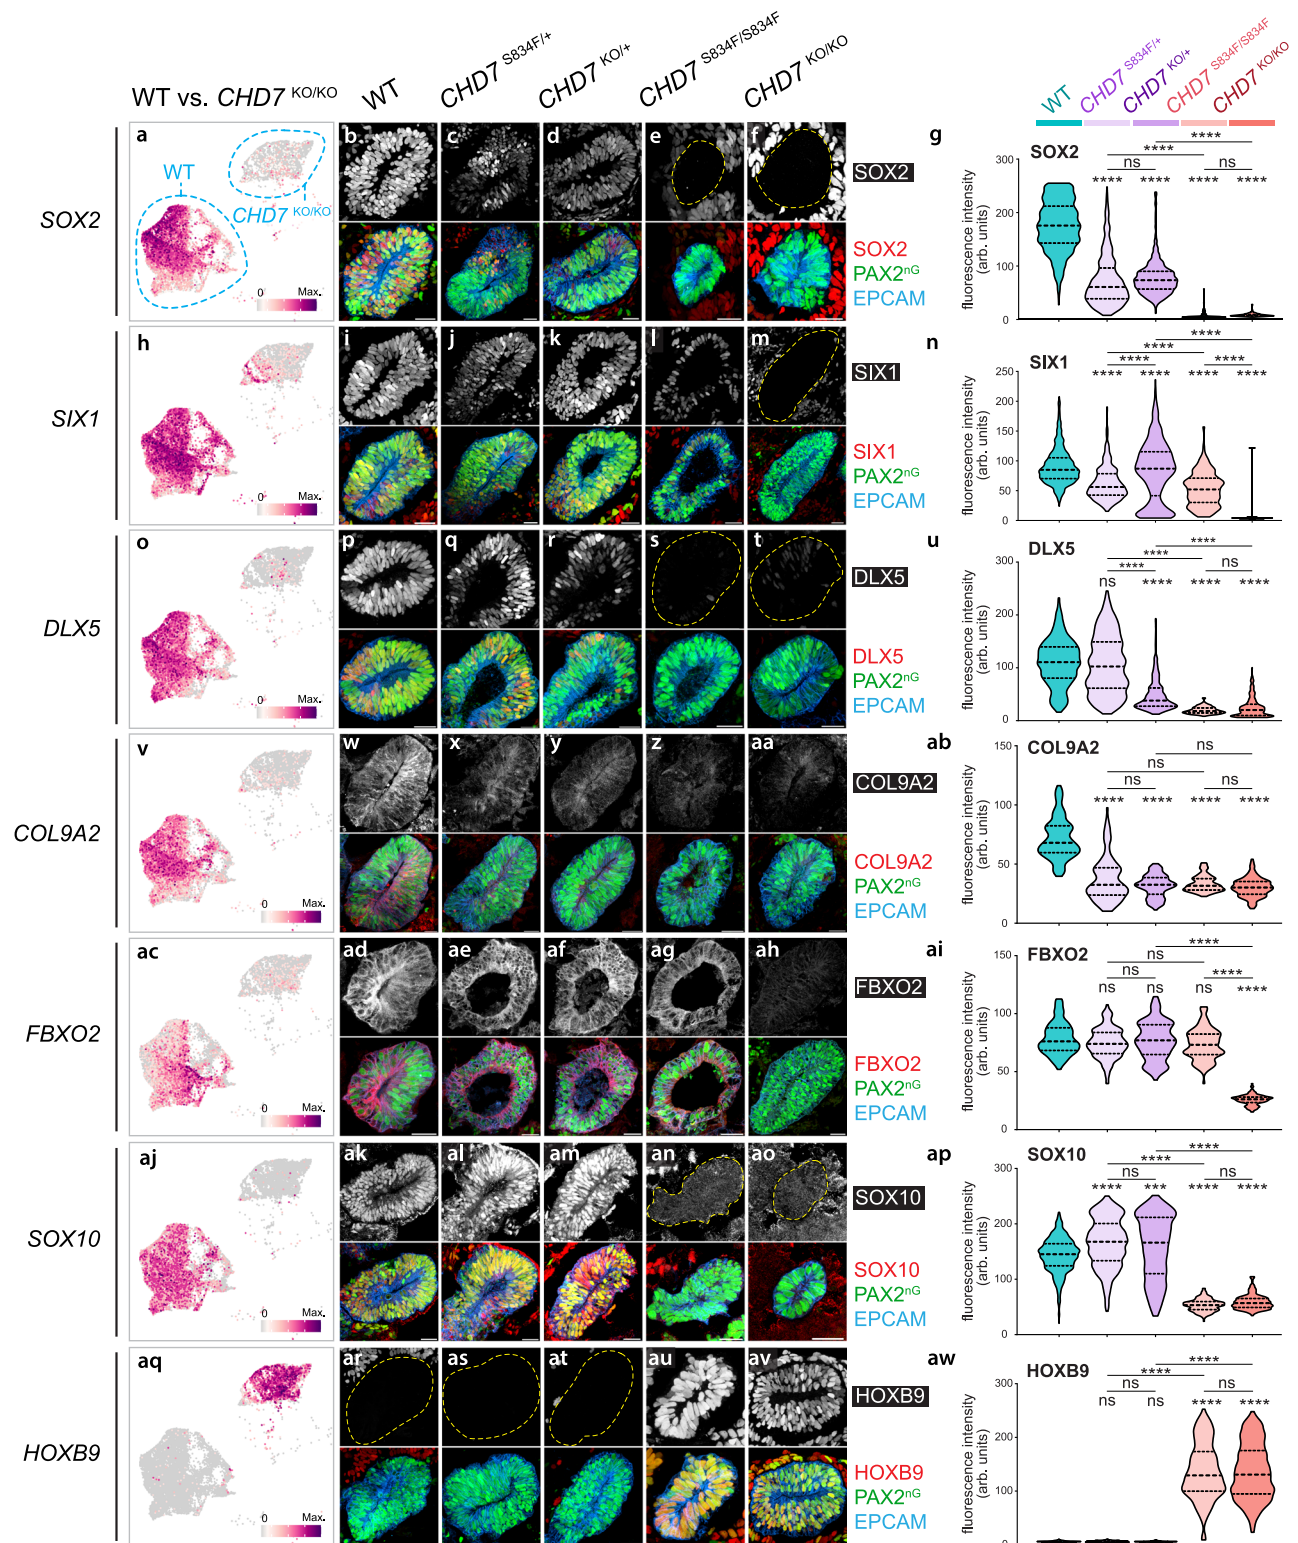 WT vs. CHD7 KO/KO
WT
CHD7 S834F/+
CHD7 KO/+
CHD7 S834F/S834F
CHD7 KO/KO
WT
CHD7 S834F/+
CHD7 KO/+
CHD7 S834F/S834F
CHD7 KO/KO
SOX2
a
WT
CHD7 KO/KO
0 Max.
b c d e f
SOX2
SOX2
PAX2nG
EPCAM
g
SOX2
****
****
ns ns
**** **** **** ****
fluorescence intensity
(arb. units)
300
200
100
0
SIX1
h
0 Max.
i j k l m
SIX1
SIX1
PAX2nG
EPCAM
n
SIX1
****
****
**** ****
**** **** **** ****
fluorescence intensity
(arb. units)
250
200
150
100
50
0
DLX5
o
0 Max.
p q r s t
DLX5
DLX5
PAX2nG
EPCAM
u
DLX5
****
****
**** ns
ns **** **** ****
fluorescence intensity
(arb. units)
300
200
100
0
COL9A2
v
0 Max.
w x y z aa
COL9A2
COL9A2
PAX2nG
EPCAM
ab
COL9A2
ns
ns
ns ns
**** **** **** ****
fluorescence intensity
(arb. units)
150
100
50
0
FBXO2
ac
0 Max.
ad ae af ag ah
FBXO2
FBXO2
PAX2nG
EPCAM
ai
FBXO2
****
ns
ns ****
ns ns ns ****
fluorescence intensity
(arb. units)
150
100
50
0
SOX10
aj
0 Max.
ak al am an ao
SOX10
SOX10
PAX2nG
EPCAM
ap
SOX10
****
****
ns ns
**** *** **** ****
fluorescence intensity
(arb. units)
300
200
100
0
HOXB9
aq
0 Max.
ar as at au av
HOXB9
HOXB9
PAX2nG
EPCAM
aw
HOXB9
****
****
ns ns
ns ns **** ****
fluorescence intensity
(arb. units)
300
200
100